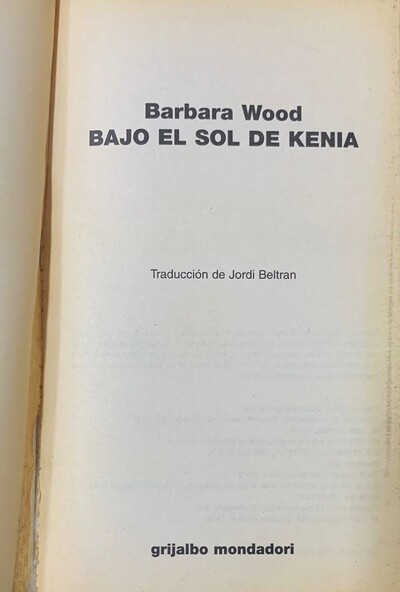 Barbara Wood
BAJO EL SOL DE KENIA
Traducción de Jordi Beltran
grijalbo mondadori